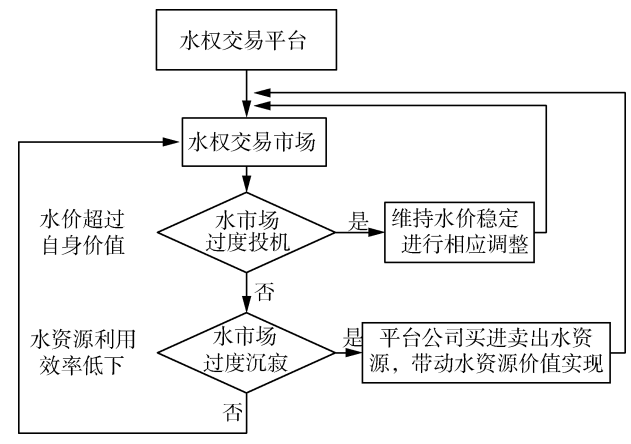 水权交易平台
水权交易市场
水价超过
自身价值
水市场
过度投机
是
维持水价稳定
进行相应调整
否
水资源利用
效率低下
水市场
过度沉寂
是
平台公司买进卖出水资
源，带动水资源价值实现
否